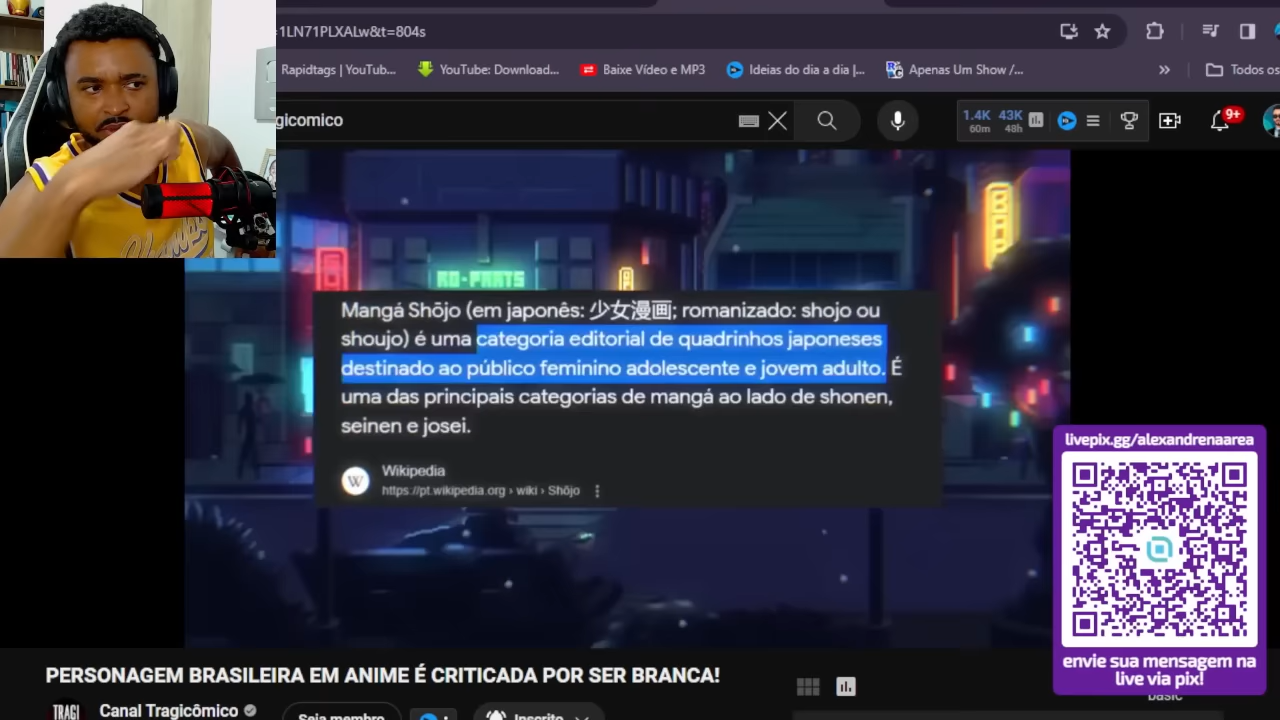 =1LN71PLXALw&t=804s
Rapidtags | YouTub...
YouTube: Download...
Baixe Vídeo e MP3
Ideias do dia a dia |...
Apenas Um Show /...
»
Todos os
gicomico
1.4K 43K
60m 48h
9+
RO-PARTS
Mangá Shōjo (em japonês: 少女漫画; romanizado: shojo ou
shoujo) é uma categoria editorial de quadrinhos japoneses
destinado ao público feminino adolescente e jovem adulto. É
uma das principais categorias de mangá ao lado de shonen,
seinen e josei.
W
Wikipedia
https://pt.wikipedia.org › wiki › Shōjo
livepix.gg/alexandrenaarea
envie sua mensagem na
live via pix!
PERSONAGEM BRASILEIRA EM ANIME É CRITICADA POR SER BRANCA!
TRAGI
Canal Tragicômico
Seja membro
Inscrito
basic